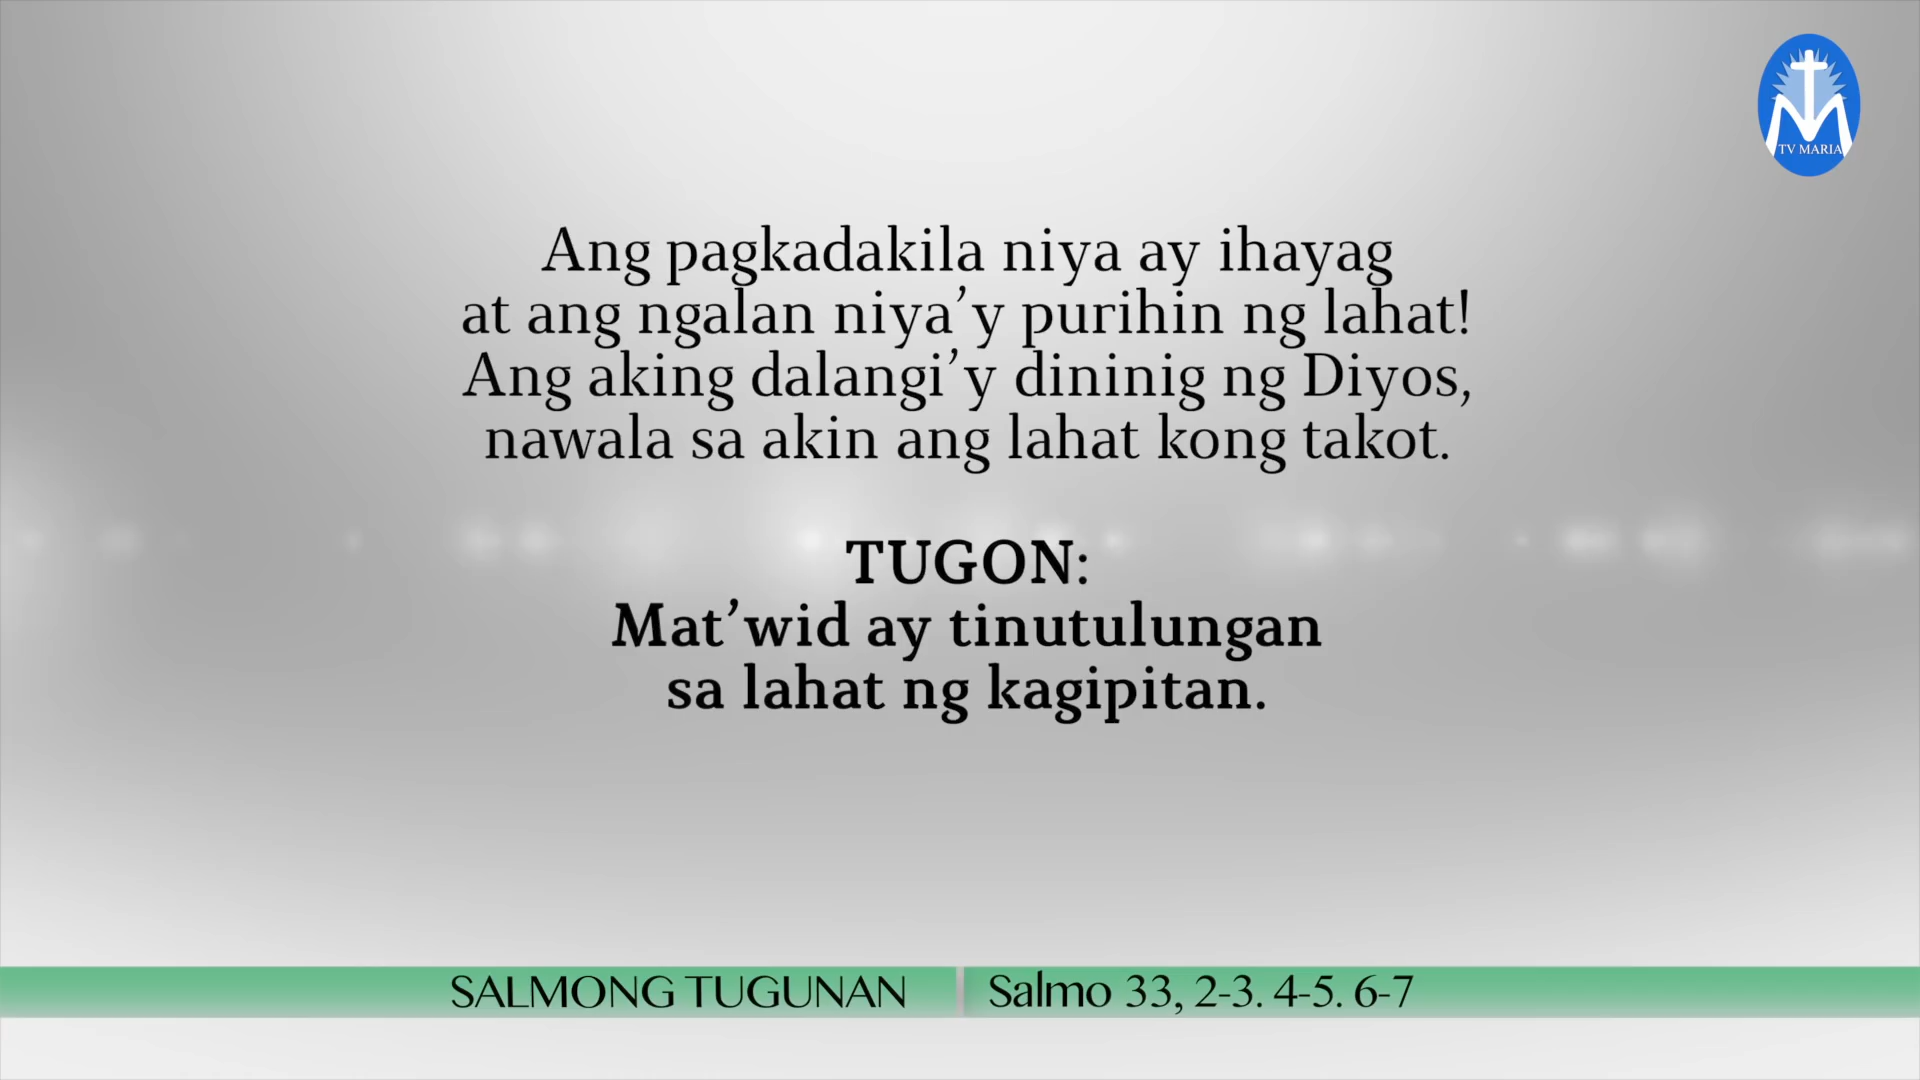 TV MARIA
Ang pagkadakila niya ay ihayag
at ang ngalan niya’y purihin ng lahat!
Ang aking dalangi’y dininig ng Diyos,
nawala sa akin ang lahat kong takot.
TUGON:
Mat’wid ay tinutulungan
sa lahat ng kagipitan.
SALMONG TUGUNAN
Salmo 33, 2-3. 4-5. 6-7